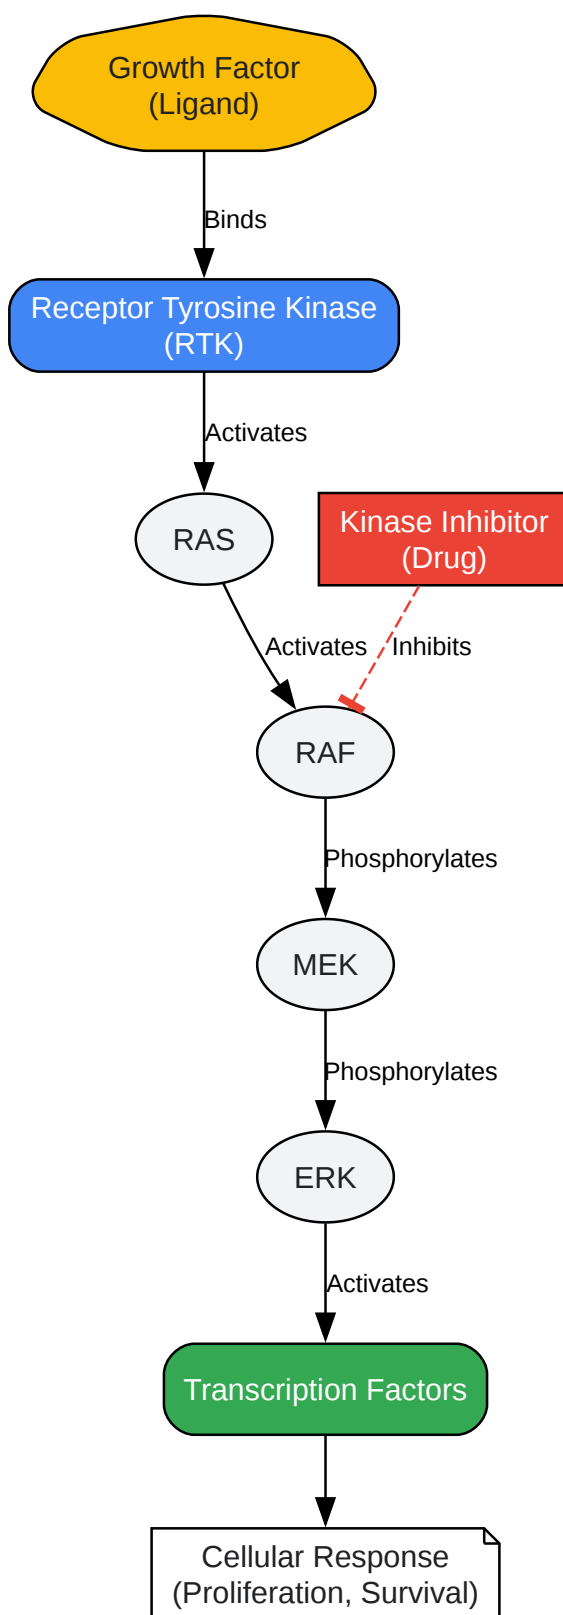 Growth Factor
(Ligand)
Binds
Receptor Tyrosine Kinase
(RTK)
Activates
RAS
Kinase Inhibitor
(Drug)
Activates
Inhibits
RAF
Phosphorylates
MEK
Phosphorylates
ERK
Activates
Transcription Factors
Cellular Response
(Proliferation, Survival)